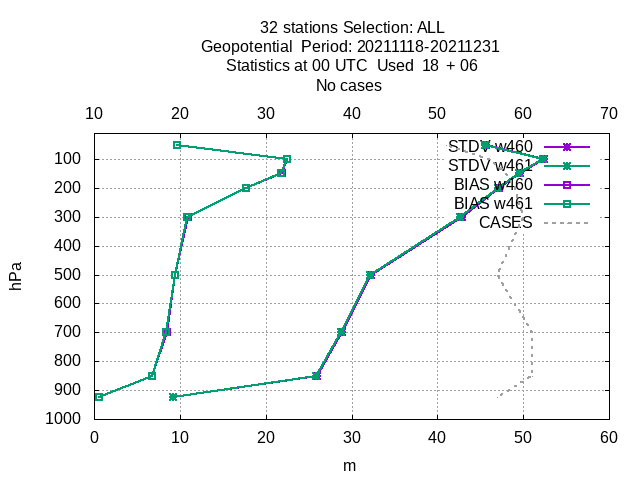 32 stations Selection: ALL
Geopotential  Period: 20211118-20211231
Statistics at 00 UTC  Used  18  + 06
No cases
10 20 30 40 50 60 70
STDV w460
STDV w461
BIAS w460
BIAS w461
CASES
100
200
300
400
500
600
700
800
900
1000
hPa
0 10 20 30 40 50 60
m